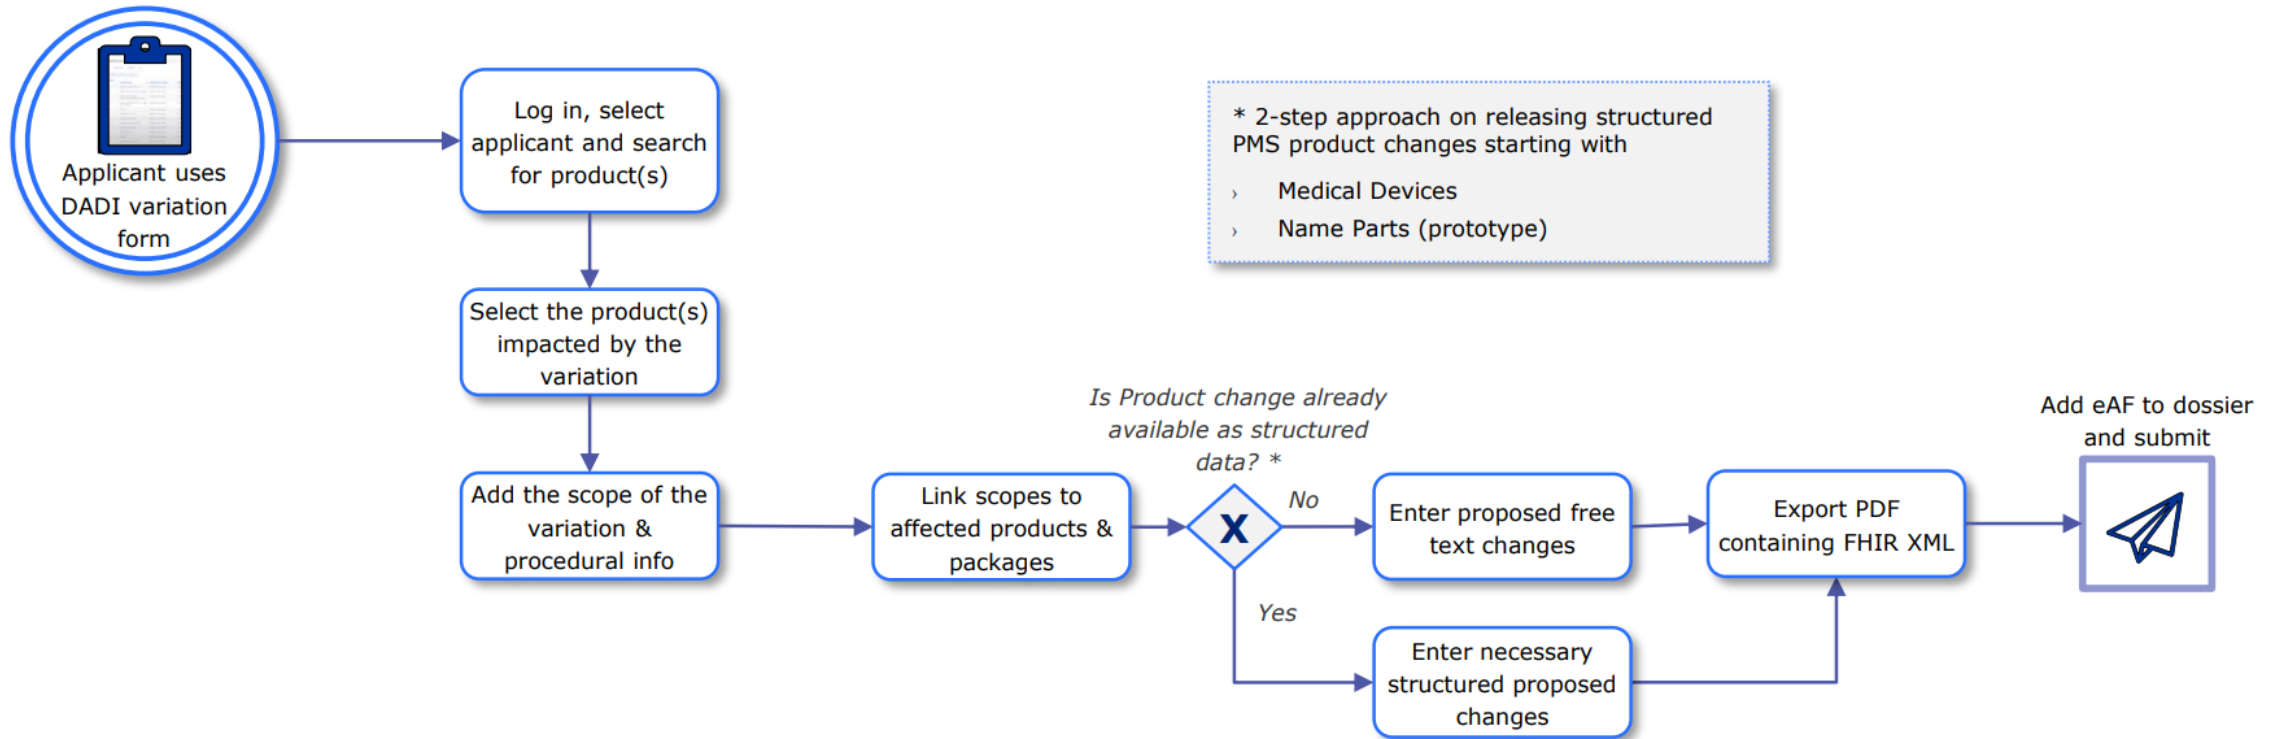 Applicant uses
DADI variation
form
Log in, select
applicant and search
for product(s)
Select the product(s)
impacted by the
variation
Add the scope of the
variation &
procedural info
Link scopes to
affected products &
packages
* 2-step approach on releasing structured
PMS product changes starting with
› Medical Devices
› Name Parts (prototype)
Is Product change already
available as structured
data? *
X
No
Yes
Enter proposed free
text changes
Enter necessary
structured proposed
changes
Export PDF
containing FHIR XML
Add eAF to dossier
and submit